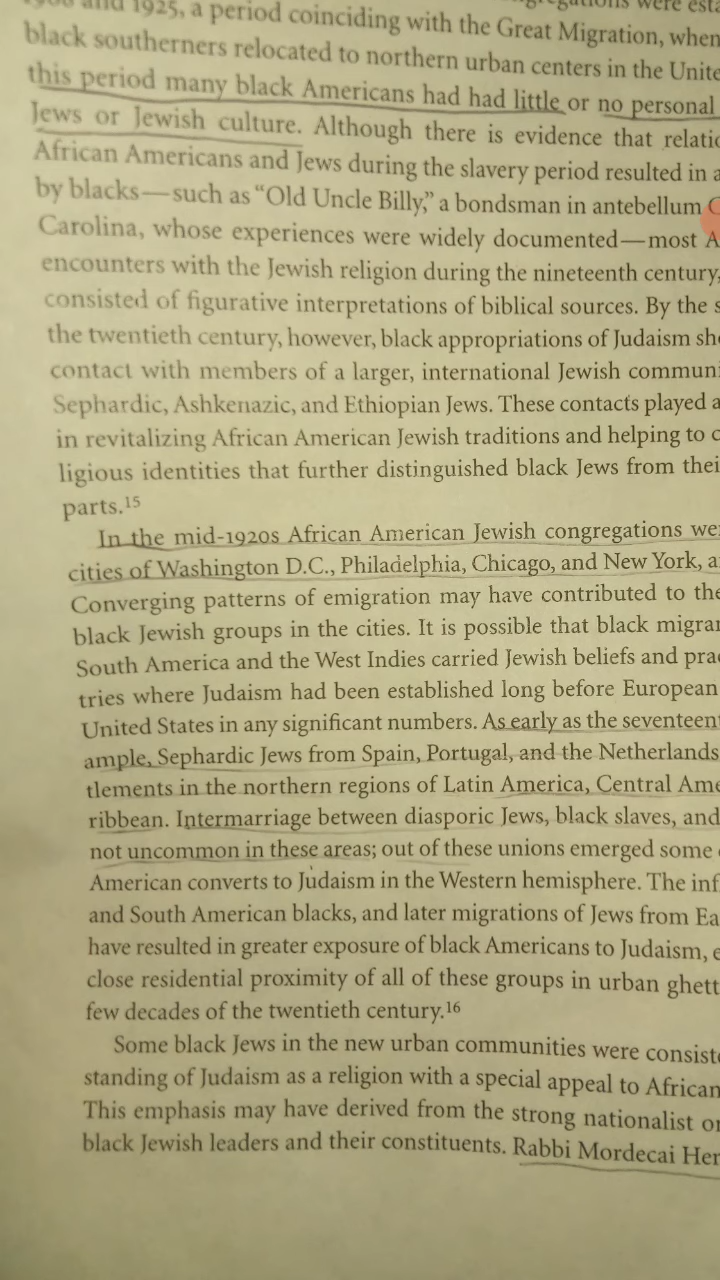 and 1925, a period coinciding with the Great Migration, when
black southerners relocated to northern urban centers in the
this period many black Americans had had little or no personal
Jews or Jewish culture. Although there is evidence that
African Americans and Jews during the slavery period resulted in
by blacks—such as “Old Uncle Billy,” a bondsman in antebellum
Carolina, whose experiences were widely documented—most
encounters with the Jewish religion during the nineteenth century,
consisted of figurative interpretations of biblical sources. By the
the twentieth century, however, black appropriations of Judaism
contact with members of a larger, international Jewish
Sephardic, Ashkenazic, and Ethiopian Jews. These contacts played
in revitalizing African American Jewish traditions and helping to
ligious identities that further distinguished black Jews from
parts.15
In the mid-1920s African American Jewish congregations
cities of Washington D.C., Philadelphia, Chicago, and New York,
Converging patterns of emigration may have contributed to
black Jewish groups in the cities. It is possible that black
South America and the West Indies carried Jewish beliefs and
tries where Judaism had been established long before European
United States in any significant numbers. As early as the
ample, Sephardic Jews from Spain, Portugal, and the Netherlands
tlements in the northern regions of Latin America, Central
ribbean. Intermarriage between diasporic Jews, black slaves, and
not uncommon in these areas; out of these unions emerged some
American converts to Judaism in the Western hemisphere. The
and South American blacks, and later migrations of Jews from
have resulted in greater exposure of black Americans to Judaism,
close residential proximity of all of these groups in urban
few decades of the twentieth century.16
Some black Jews in the new urban communities were
standing of Judaism as a religion with a special appeal to African
This emphasis may have derived from the strong nationalist
black Jewish leaders and their constituents. Rabbi Mordecai